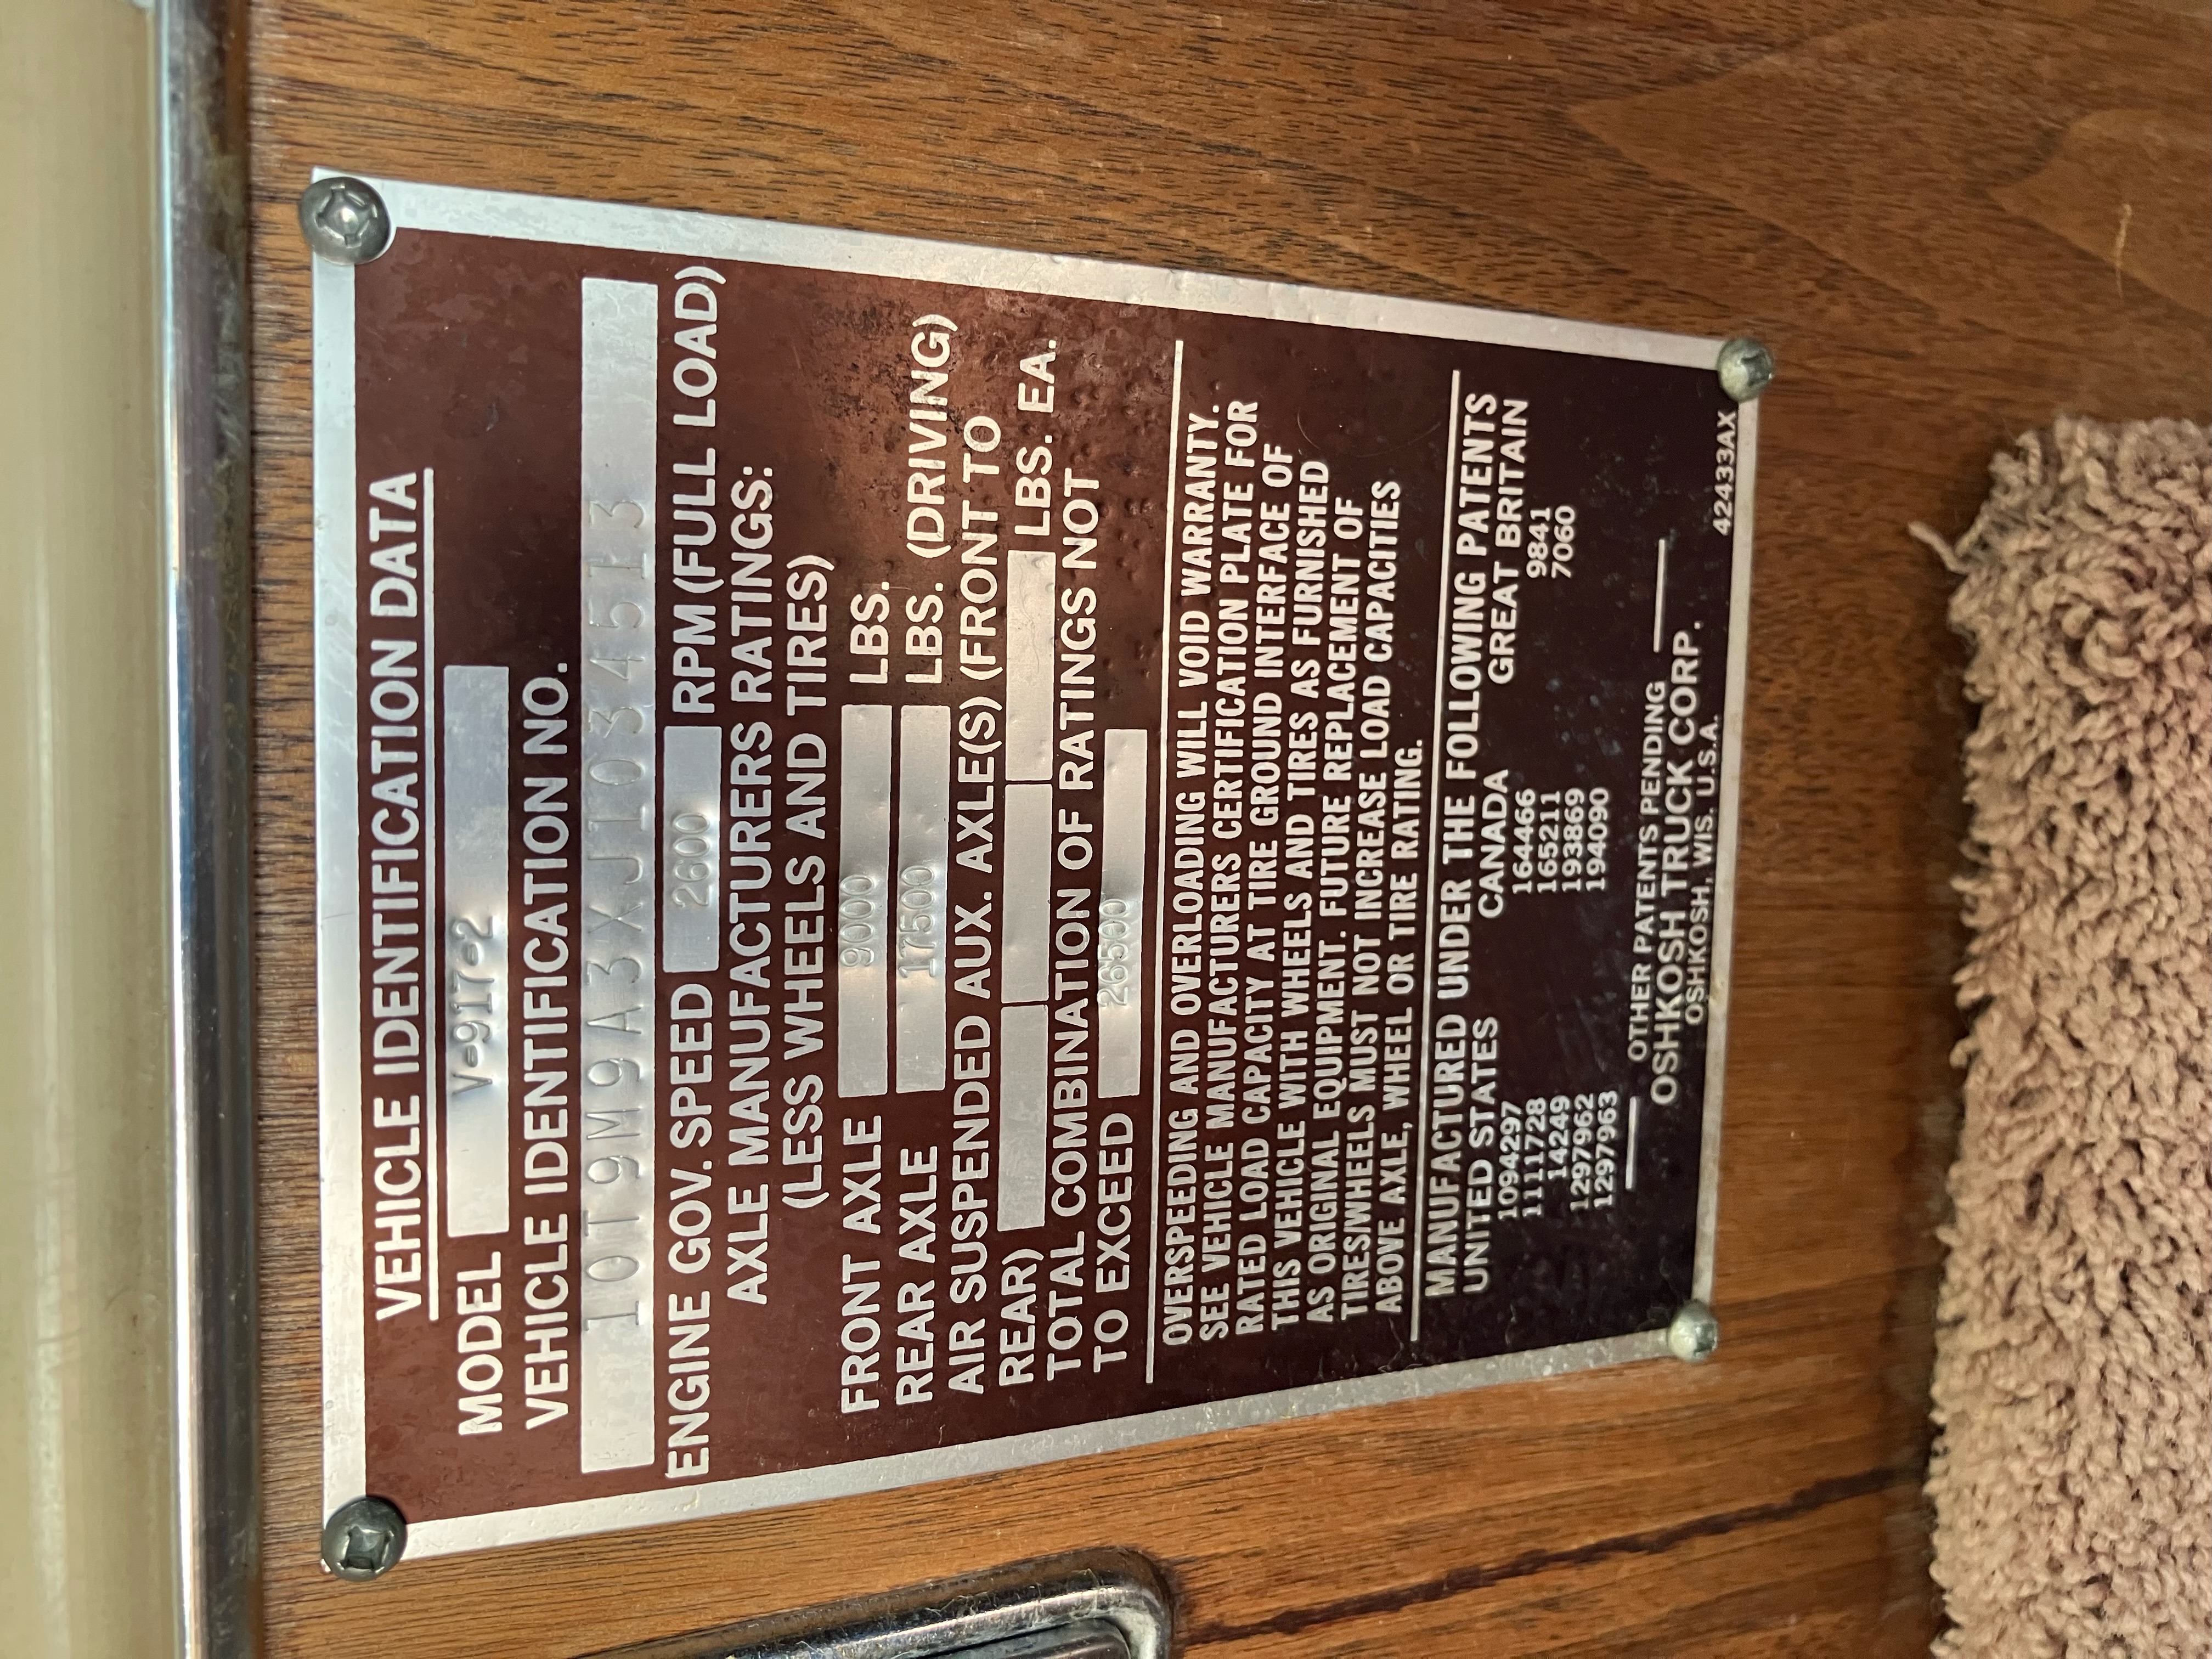 VEHICLE IDENTIFICATION DATA
MODEL V-917-2
VEHICLE IDENTIFICATION NO.
10T9M9A3XJ1034513
ENGINE GOV. SPEED 2600 RPM (FULL LOAD)
AXLE MANUFACTURERS RATINGS:
(LESS WHEELS AND TIRES)
FRONT AXLE 9000 LBS.
REAR AXLE 17500 LBS. (DRIVING)
AIR SUSPENDED AUX. AXLE(S) (FRONT TO
REAR) LBS. EA.
TOTAL COMBINATION OF RATINGS NOT
TO EXCEED 26500
OVERSPEEDING AND OVERLOADING WILL VOID WARRANTY.
SEE VEHICLE MANUFACTURERS CERTIFICATION PLATE FOR
RATED LOAD CAPACITY AT TIRE GROUND INTERFACE OF
THIS VEHICLE WITH WHEELS AND TIRES AS FURNISHED
AS ORIGINAL EQUIPMENT. FUTURE REPLACEMENT OF
TIRES/WHEELS MUST NOT INCREASE LOAD CAPACITIES
ABOVE AXLE, WHEEL OR TIRE RATING.
MANUFACTURED UNDER THE FOLLOWING PATENTS
UNITED STATES CANADA GREAT BRITAIN
1094297 164466 9841
1111728 165211 7060
14249 193869
1297962 194090
1297963
OTHER PATENTS PENDING
OSHKOSH TRUCK CORP.
OSHKOSH, WIS. U.S.A.
42433AX